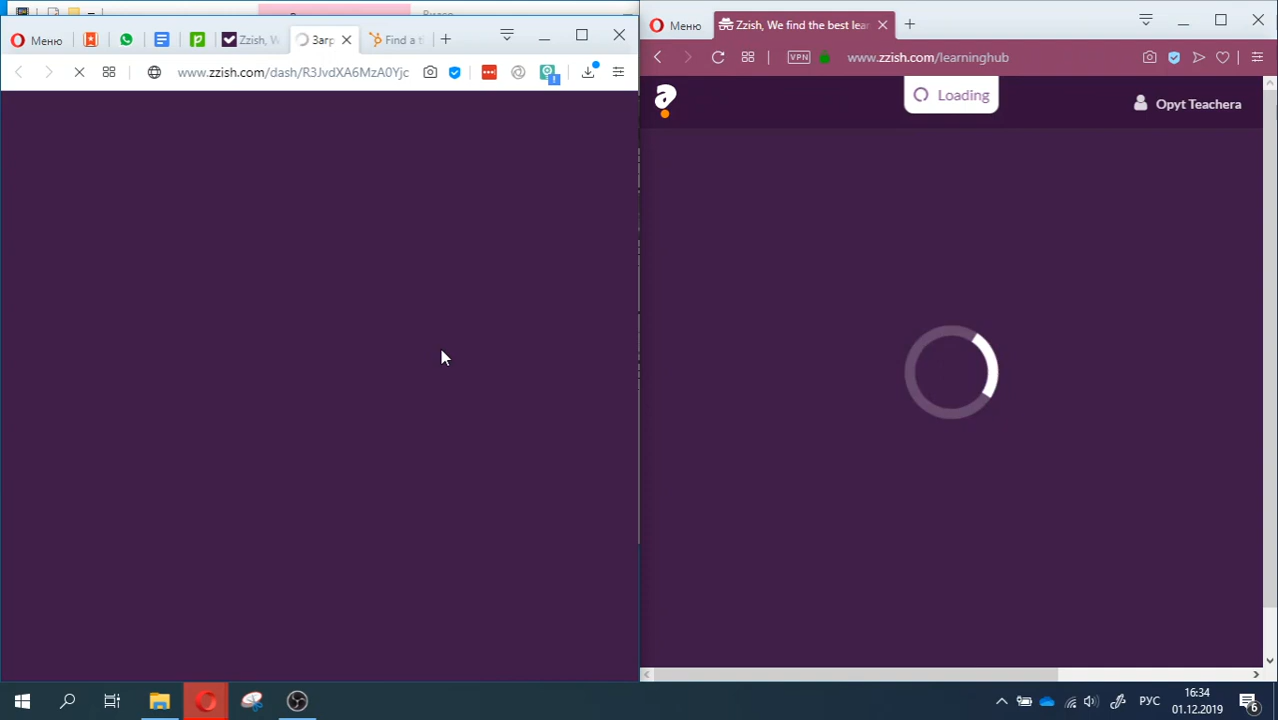 Меню
Zzish, W
Загр
Find a t
www.zzish.com/dash/R3JvdXA6MzA0Yjc
Меню
Zzish, We find the best lea
VPN
www.zzish.com/learninghub
Loading
Opyt Teachera
РУС
16:34
01.12.2019
6